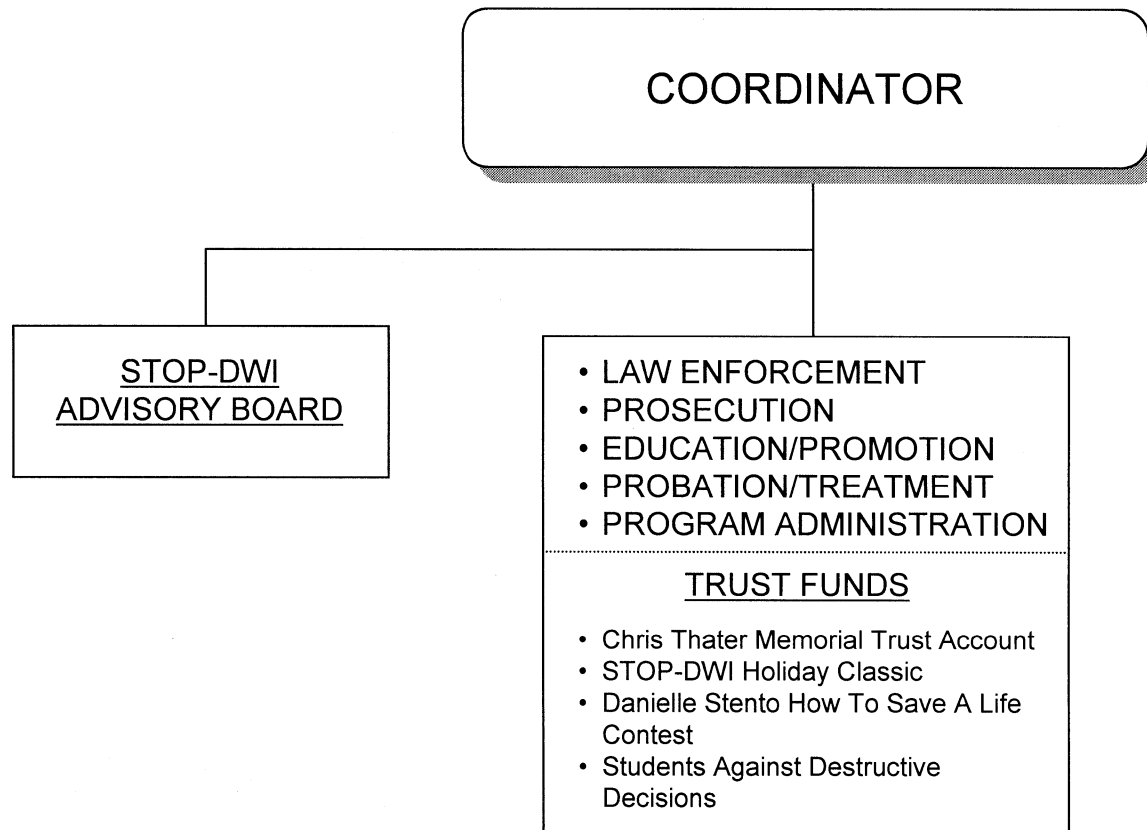 COORDINATOR
STOP-DWI
ADVISORY BOARD
• LAW ENFORCEMENT
• PROSECUTION
• EDUCATION/PROMOTION
• PROBATION/TREATMENT
• PROGRAM ADMINISTRATION
TRUST FUNDS
• Chris Thater Memorial Trust Account
• STOP-DWI Holiday Classic
• Danielle Stento How To Save A Life
Contest
• Students Against Destructive
Decisions